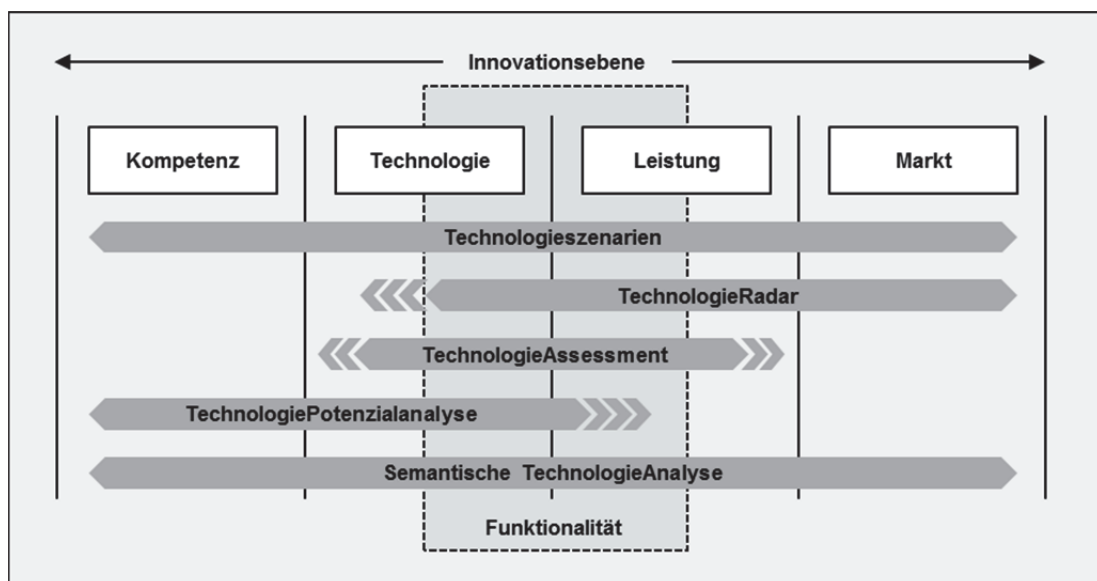 Innovationsebene
Kompetenz
Technologie
Leistung
Markt
Technologieszenarien
TechnologieRadar
TechnologieAssessment
TechnologiePotenzialanalyse
Semantische TechnologieAnalyse
Funktionalität